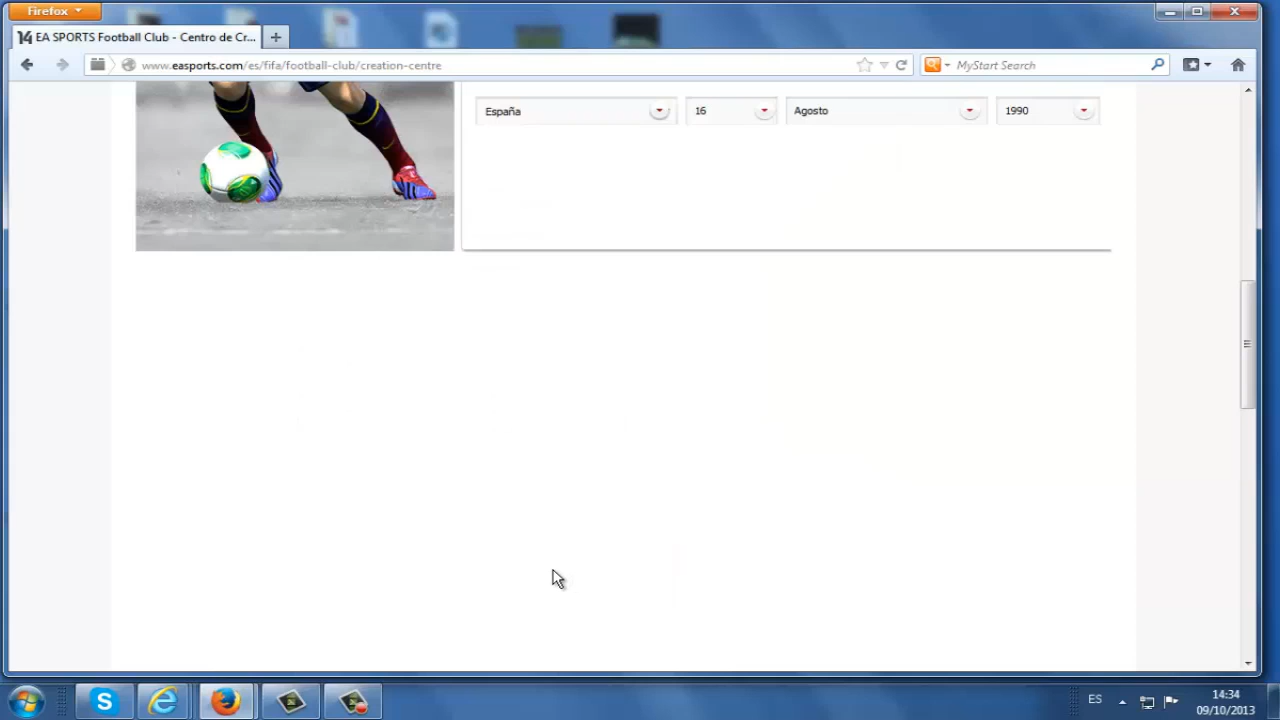 Firefox
14 EA SPORTS Football Club - Centro de Cr...
www.easports.com/es/fifa/football-club/creation-centre
MyStart Search
España 16 Agosto 1990
ES
14:34
09/10/2013